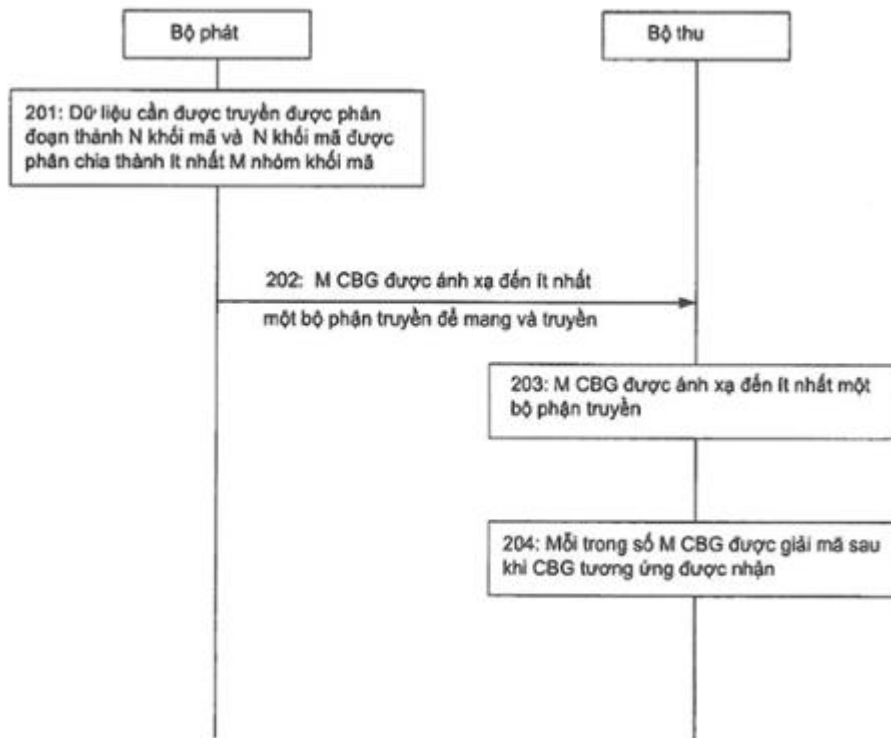 Bộ phát
Bộ thu
201: Dữ liệu cần được truyền được phân
đoạn thành N khối mã và N khối mã được
phân chia thành ít nhất M nhóm khối mã
202: M CBG được ánh xạ đến ít nhất
một bộ phận truyền để mang và truyền
203: M CBG được ánh xạ đến ít nhất một
bộ phận truyền
204: Mỗi trong số M CBG được giải mã sau
khi CBG tương ứng được nhận